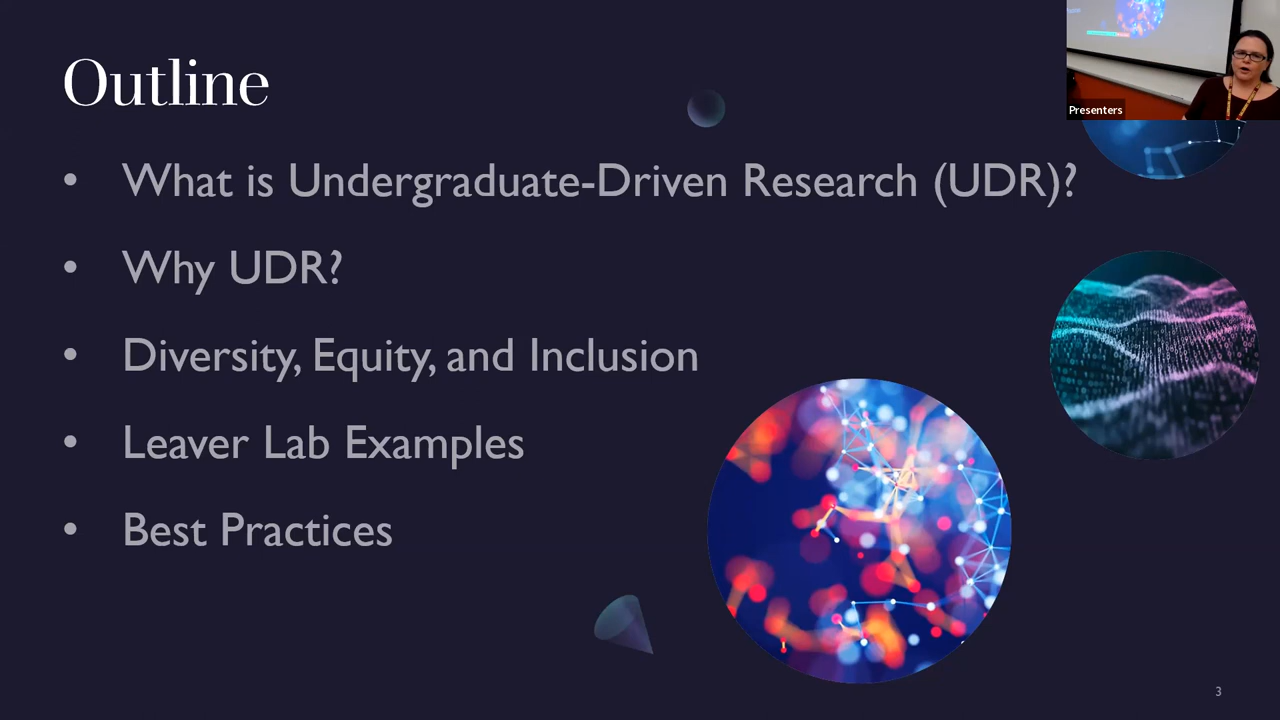 Outline
• What is Undergraduate-Driven Research (UDR)?
• Why UDR?
• Diversity, Equity, and Inclusion
• Leaver Lab Examples
• Best Practices
Presenters
3